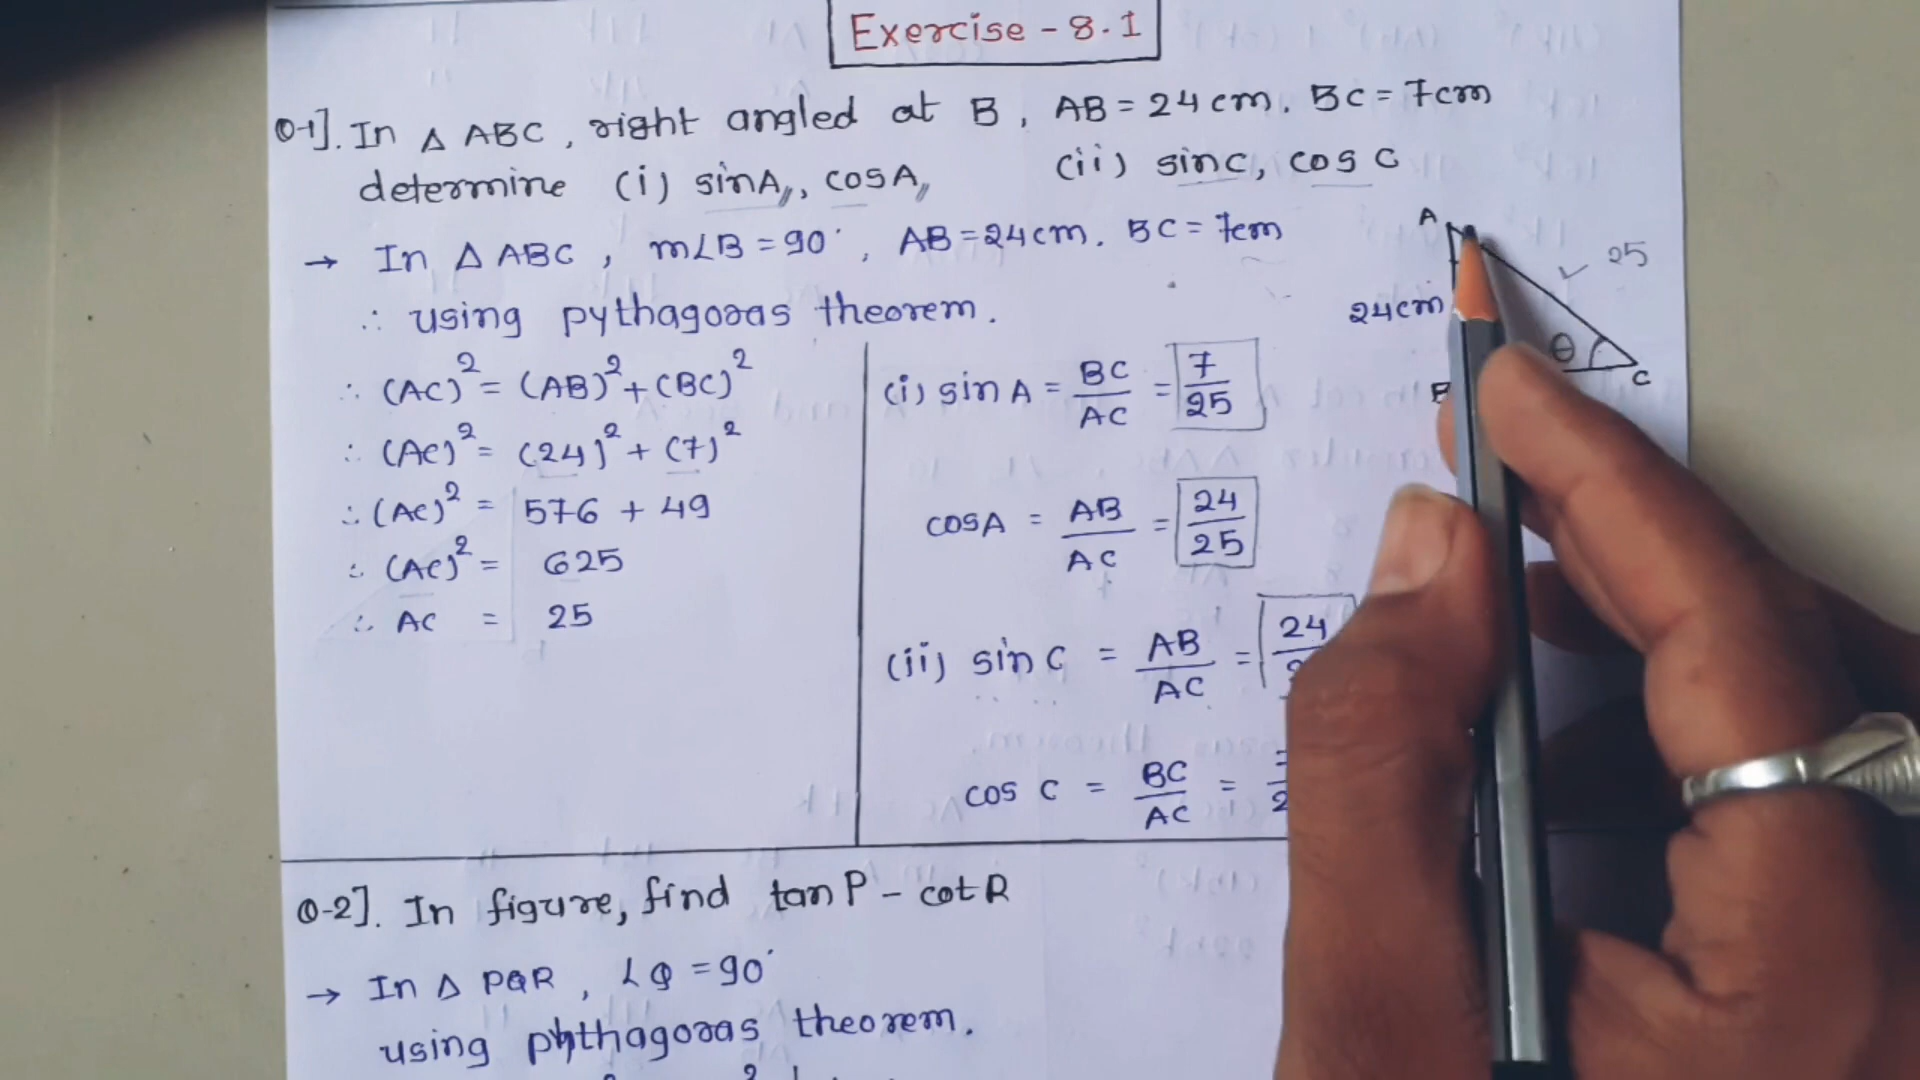 Exercise - 8.1
Q-1]. In △ ABC, right angled at B, AB = 24 cm. BC = 7cm
determine (i) sinA, cosA, (ii) sinC, cos C
→ In △ ABC, m∠B = 90°, AB = 24cm. BC = 7cm
∴ using pythagoras theorem.
∴ (AC)² = (AB)² + (BC)²
∴ (AC)² = (24)² + (7)²
∴ (AC)² = 576 + 49
∴ (AC)² = 625
∴ AC = 25
(i) sin A = BC/AC = 7/25
cosA = AB/AC = 24/25
(ii) sin C = AB/AC = 24
cos C = BC/AC =
A
25
24cm
θ
C
Q-2]. In figure, find tan P - cot R
→ In △ PQR, ∠Q = 90°
using phthagoras theorem.